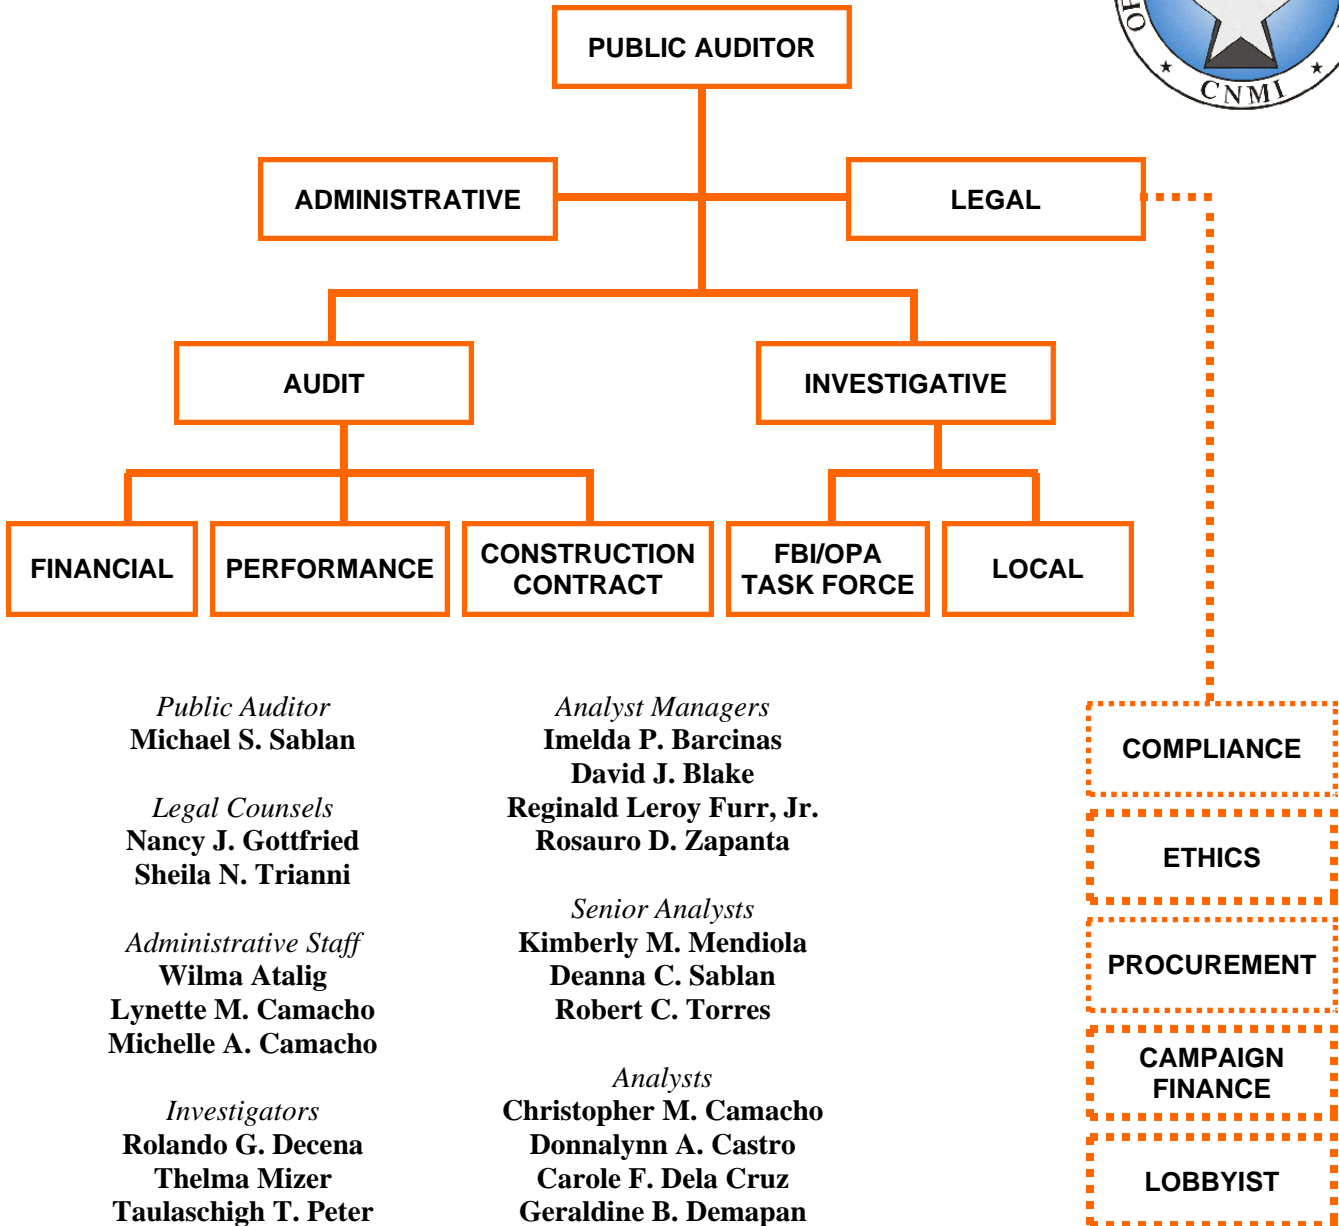 PUBLIC AUDITOR
CNMI
ADMINISTRATIVE
LEGAL
AUDIT
INVESTIGATIVE
FINANCIAL
PERFORMANCE
CONSTRUCTION
CONTRACT
FBI/OPA
TASK FORCE
LOCAL
Public Auditor
Michael S. Sablan
Legal Counsels
Nancy J. Gottfried
Sheila N. Trianni
Administrative Staff
Wilma Atalig
Lynette M. Camacho
Michelle A. Camacho
Investigators
Rolando G. Decena
Thelma Mizer
Taulaschigh T. Peter
Analyst Managers
Imelda P. Barcinas
David J. Blake
Reginald Leroy Furr, Jr.
Rosauro D. Zapanta
Senior Analysts
Kimberly M. Mendiola
Deanna C. Sablan
Robert C. Torres
Analysts
Christopher M. Camacho
Donnalynn A. Castro
Carole F. Dela Cruz
Geraldine B. Demapan
COMPLIANCE
ETHICS
PROCUREMENT
CAMPAIGN
FINANCE
LOBBYIST